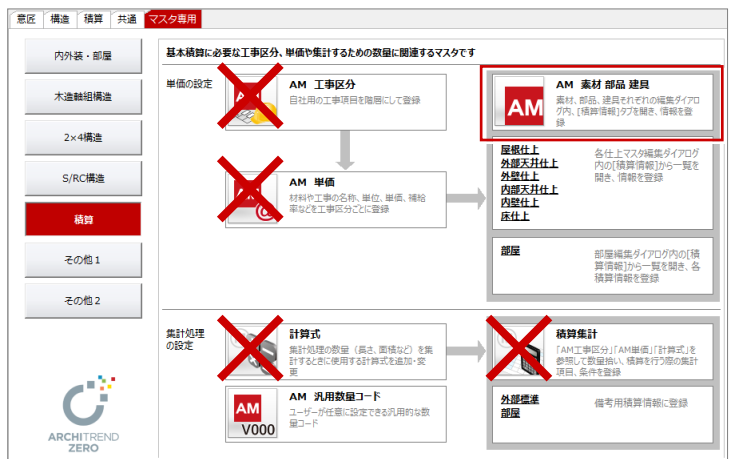 意匠 構造 積算 共通 マスタ専用
内外装・部屋
木造軸組構造
2×4構造
S/RC構造
積算
その他1
その他2
ARCHITREND
ZERO
基本積算に必要な工事区分、単価や集計するための数量に関連するマスタです
単価の設定
AM 工事区分
自社用の工事項目を階層にして登録
AM
AM 素材 部品 建具
素材、部品、建具それぞれの編集ダイアロ
グ内、[積算情報]タブを開き、情報を登
録
AM 単価
材料や工事の名称、単位、単価、補給
率などを工事区分ごとに登録
屋根仕上
外部天井仕上
外壁仕上
内部天井仕上
内壁仕上
床仕上
各仕上マスタ編集ダイアログ
内の[積算情報]から一覧を
開き、情報を登録
部屋
部屋編集ダイアログ内の[積
算情報]から一覧を開き、各
積算情報を登録
集計処理
の設定
計算式
集計処理の数量（長さ、面積など）を集
計するときに使用する計算式を追加・変
更
積算集計
「AM工事区分」「AM単価」「計算式」を
参照して数量拾い、積算を行う際の集計
項目、条件を登録
AM
V000
AM 汎用数量コード
ユーザーが任意に設定できる汎用的な数
量コード
外部標準
部屋
備考用積算情報に登録